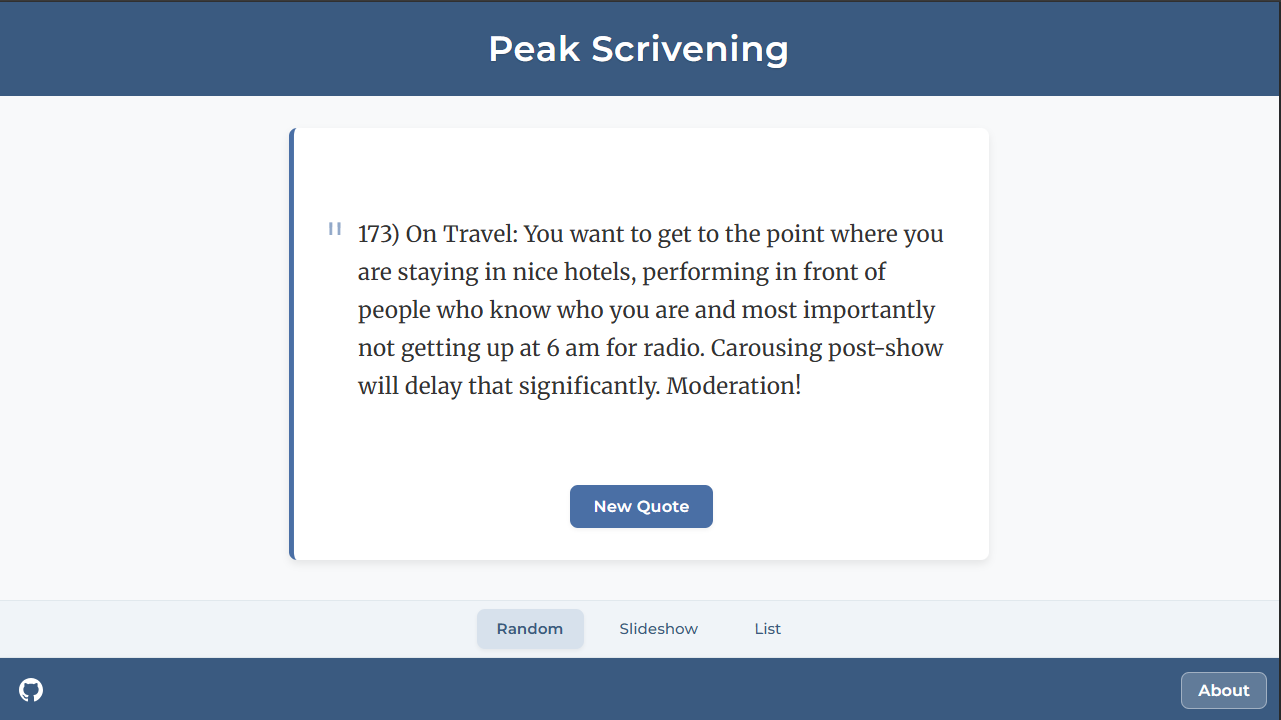 Peak Scrivening
" 173) On Travel: You want to get to the point where you
are staying in nice hotels, performing in front of
people who know who you are and most importantly
not getting up at 6 am for radio. Carousing post-show
will delay that significantly. Moderation!
New Quote
Random Slideshow List
About